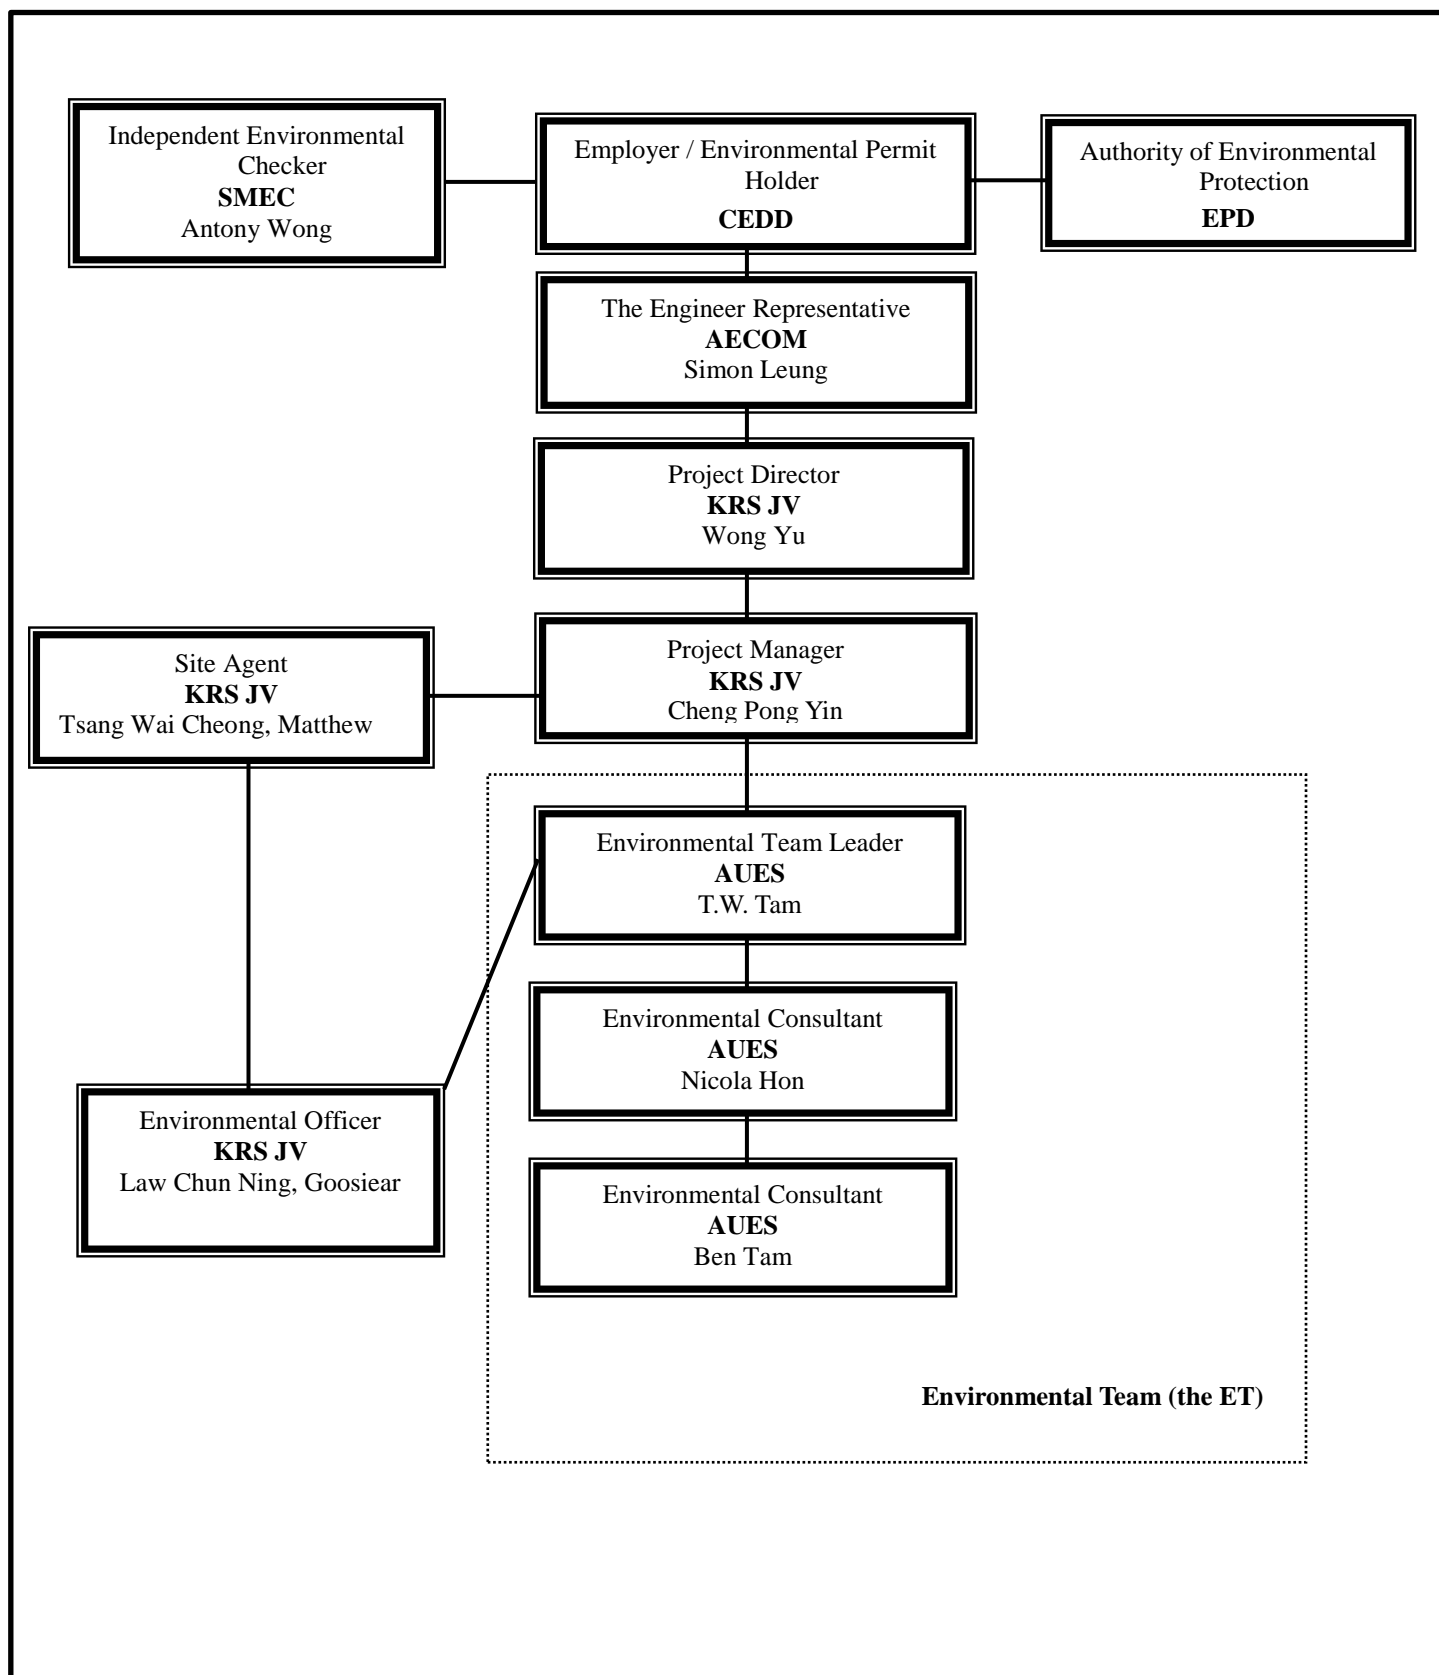 Independent Environmental
Checker
SMEC
Antony Wong
Employer / Environmental Permit
Holder
CEDD
Authority of Environmental
Protection
EPD
The Engineer Representative
AECOM
Simon Leung
Project Director
KRS JV
Wong Yu
Site Agent
KRS JV
Tsang Wai Cheong, Matthew
Project Manager
KRS JV
Cheng Pong Yin
Environmental Team Leader
AUES
T.W. Tam
Environmental Consultant
AUES
Nicola Hon
Environmental Officer
KRS JV
Law Chun Ning, Goosiear
Environmental Consultant
AUES
Ben Tam
Environmental Team (the ET)